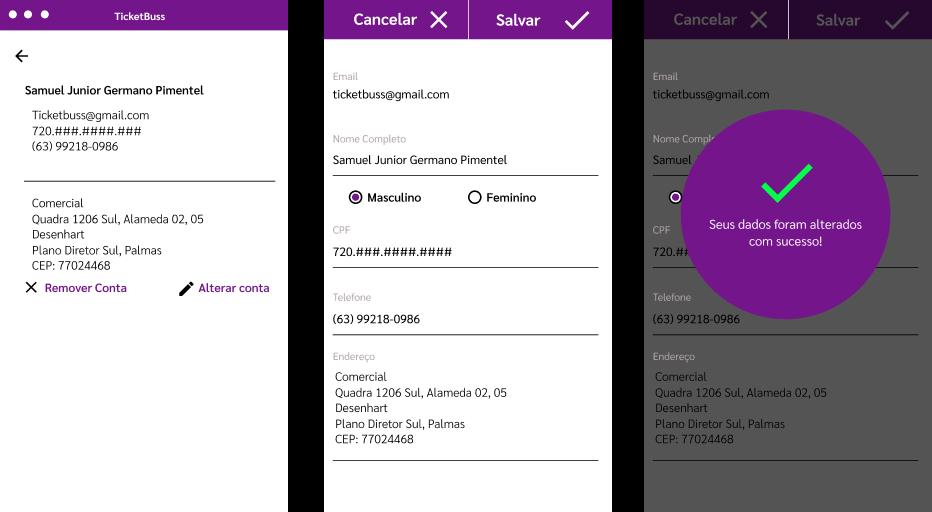 TicketBuss
Samuel Junior Germano Pimentel
Ticketbuss@gmail.com
720.###.####.###
(63) 99218-0986
Comercial
Quadra 1206 Sul, Alameda 02, 05
Desenhart
Plano Diretor Sul, Palmas
CEP: 77024468
Remover Conta
Alterar conta
Cancelar
Salvar
Email
ticketbuss@gmail.com
Nome Completo
Samuel Junior Germano Pimentel
Masculino
Feminino
CPF
720.###.####.####
Telefone
(63) 99218-0986
Endereço
Comercial
Quadra 1206 Sul, Alameda 02, 05
Desenhart
Plano Diretor Sul, Palmas
CEP: 77024468
Cancelar
Salvar
Email
ticketbuss@gmail.com
Nome Comple
Samuel
Seus dados foram alterados
com sucesso!
CPF
720.##
Telefone
(63) 99218-0986
Endereço
Comercial
Quadra 1206 Sul, Alameda 02, 05
Desenhart
Plano Diretor Sul, Palmas
CEP: 77024468